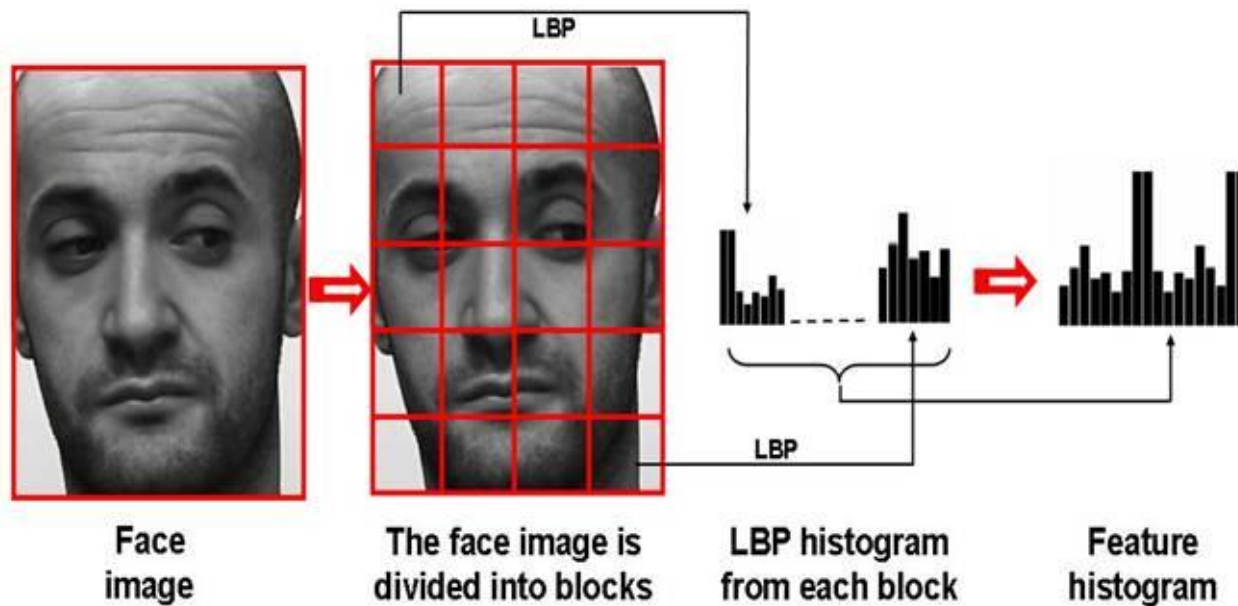 LBP
LBP
Face
image
The face image is
divided into blocks
LBP histogram
from each block
Feature
histogram